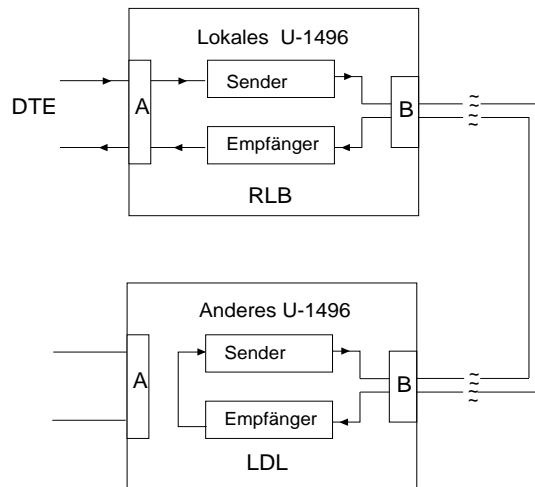 Lokales U-1496
Sender
DTE
A
B
Empfänger
RLB
Anderes U-1496
Sender
A
B
Empfänger
LDL